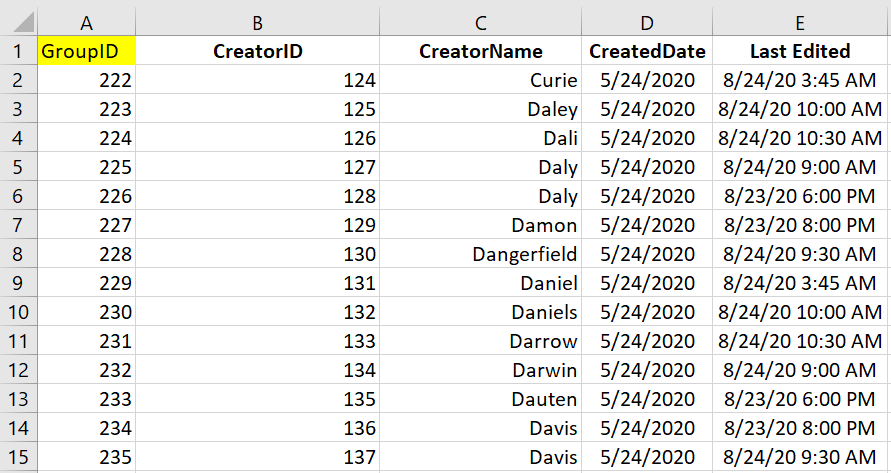 A B C D E
1 GroupID CreatorID CreatorName CreatedDate Last Edited
2 222 124 Curie 5/24/2020 8/24/20 3:45 AM
3 223 125 Daley 5/24/2020 8/24/20 10:00 AM
4 224 126 Dali 5/24/2020 8/24/20 10:30 AM
5 225 127 Daly 5/24/2020 8/24/20 9:00 AM
6 226 128 Daly 5/24/2020 8/23/20 6:00 PM
7 227 129 Damon 5/24/2020 8/23/20 8:00 PM
8 228 130 Dangerfield 5/24/2020 8/24/20 9:30 AM
9 229 131 Daniel 5/24/2020 8/24/20 3:45 AM
10 230 132 Daniels 5/24/2020 8/24/20 10:00 AM
11 231 133 Darrow 5/24/2020 8/24/20 10:30 AM
12 232 134 Darwin 5/24/2020 8/24/20 9:00 AM
13 233 135 Dauten 5/24/2020 8/23/20 6:00 PM
14 234 136 Davis 5/24/2020 8/23/20 8:00 PM
15 235 137 Davis 5/24/2020 8/24/20 9:30 AM